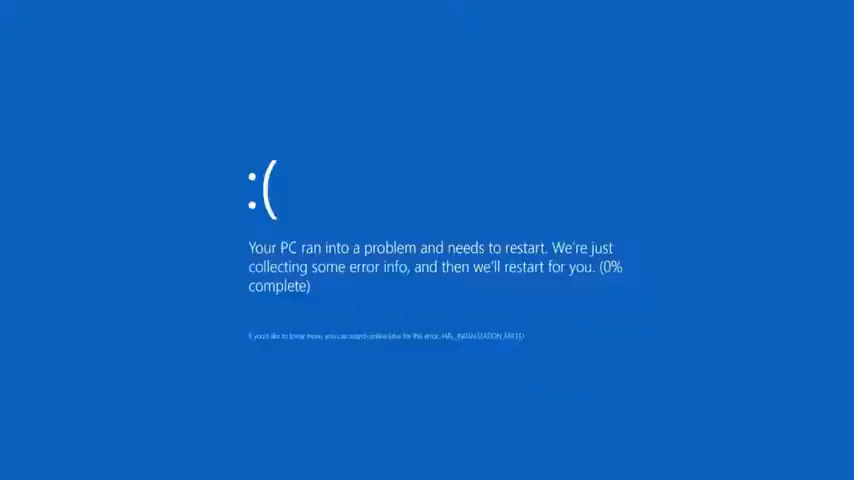 :(
Your PC ran into a problem and needs to restart. We're just
collecting some error info, and then we'll restart for you. (0%
complete)
If you'd like to know more, you can search online later for this error: HAL_INITIALIZATION_FAILED